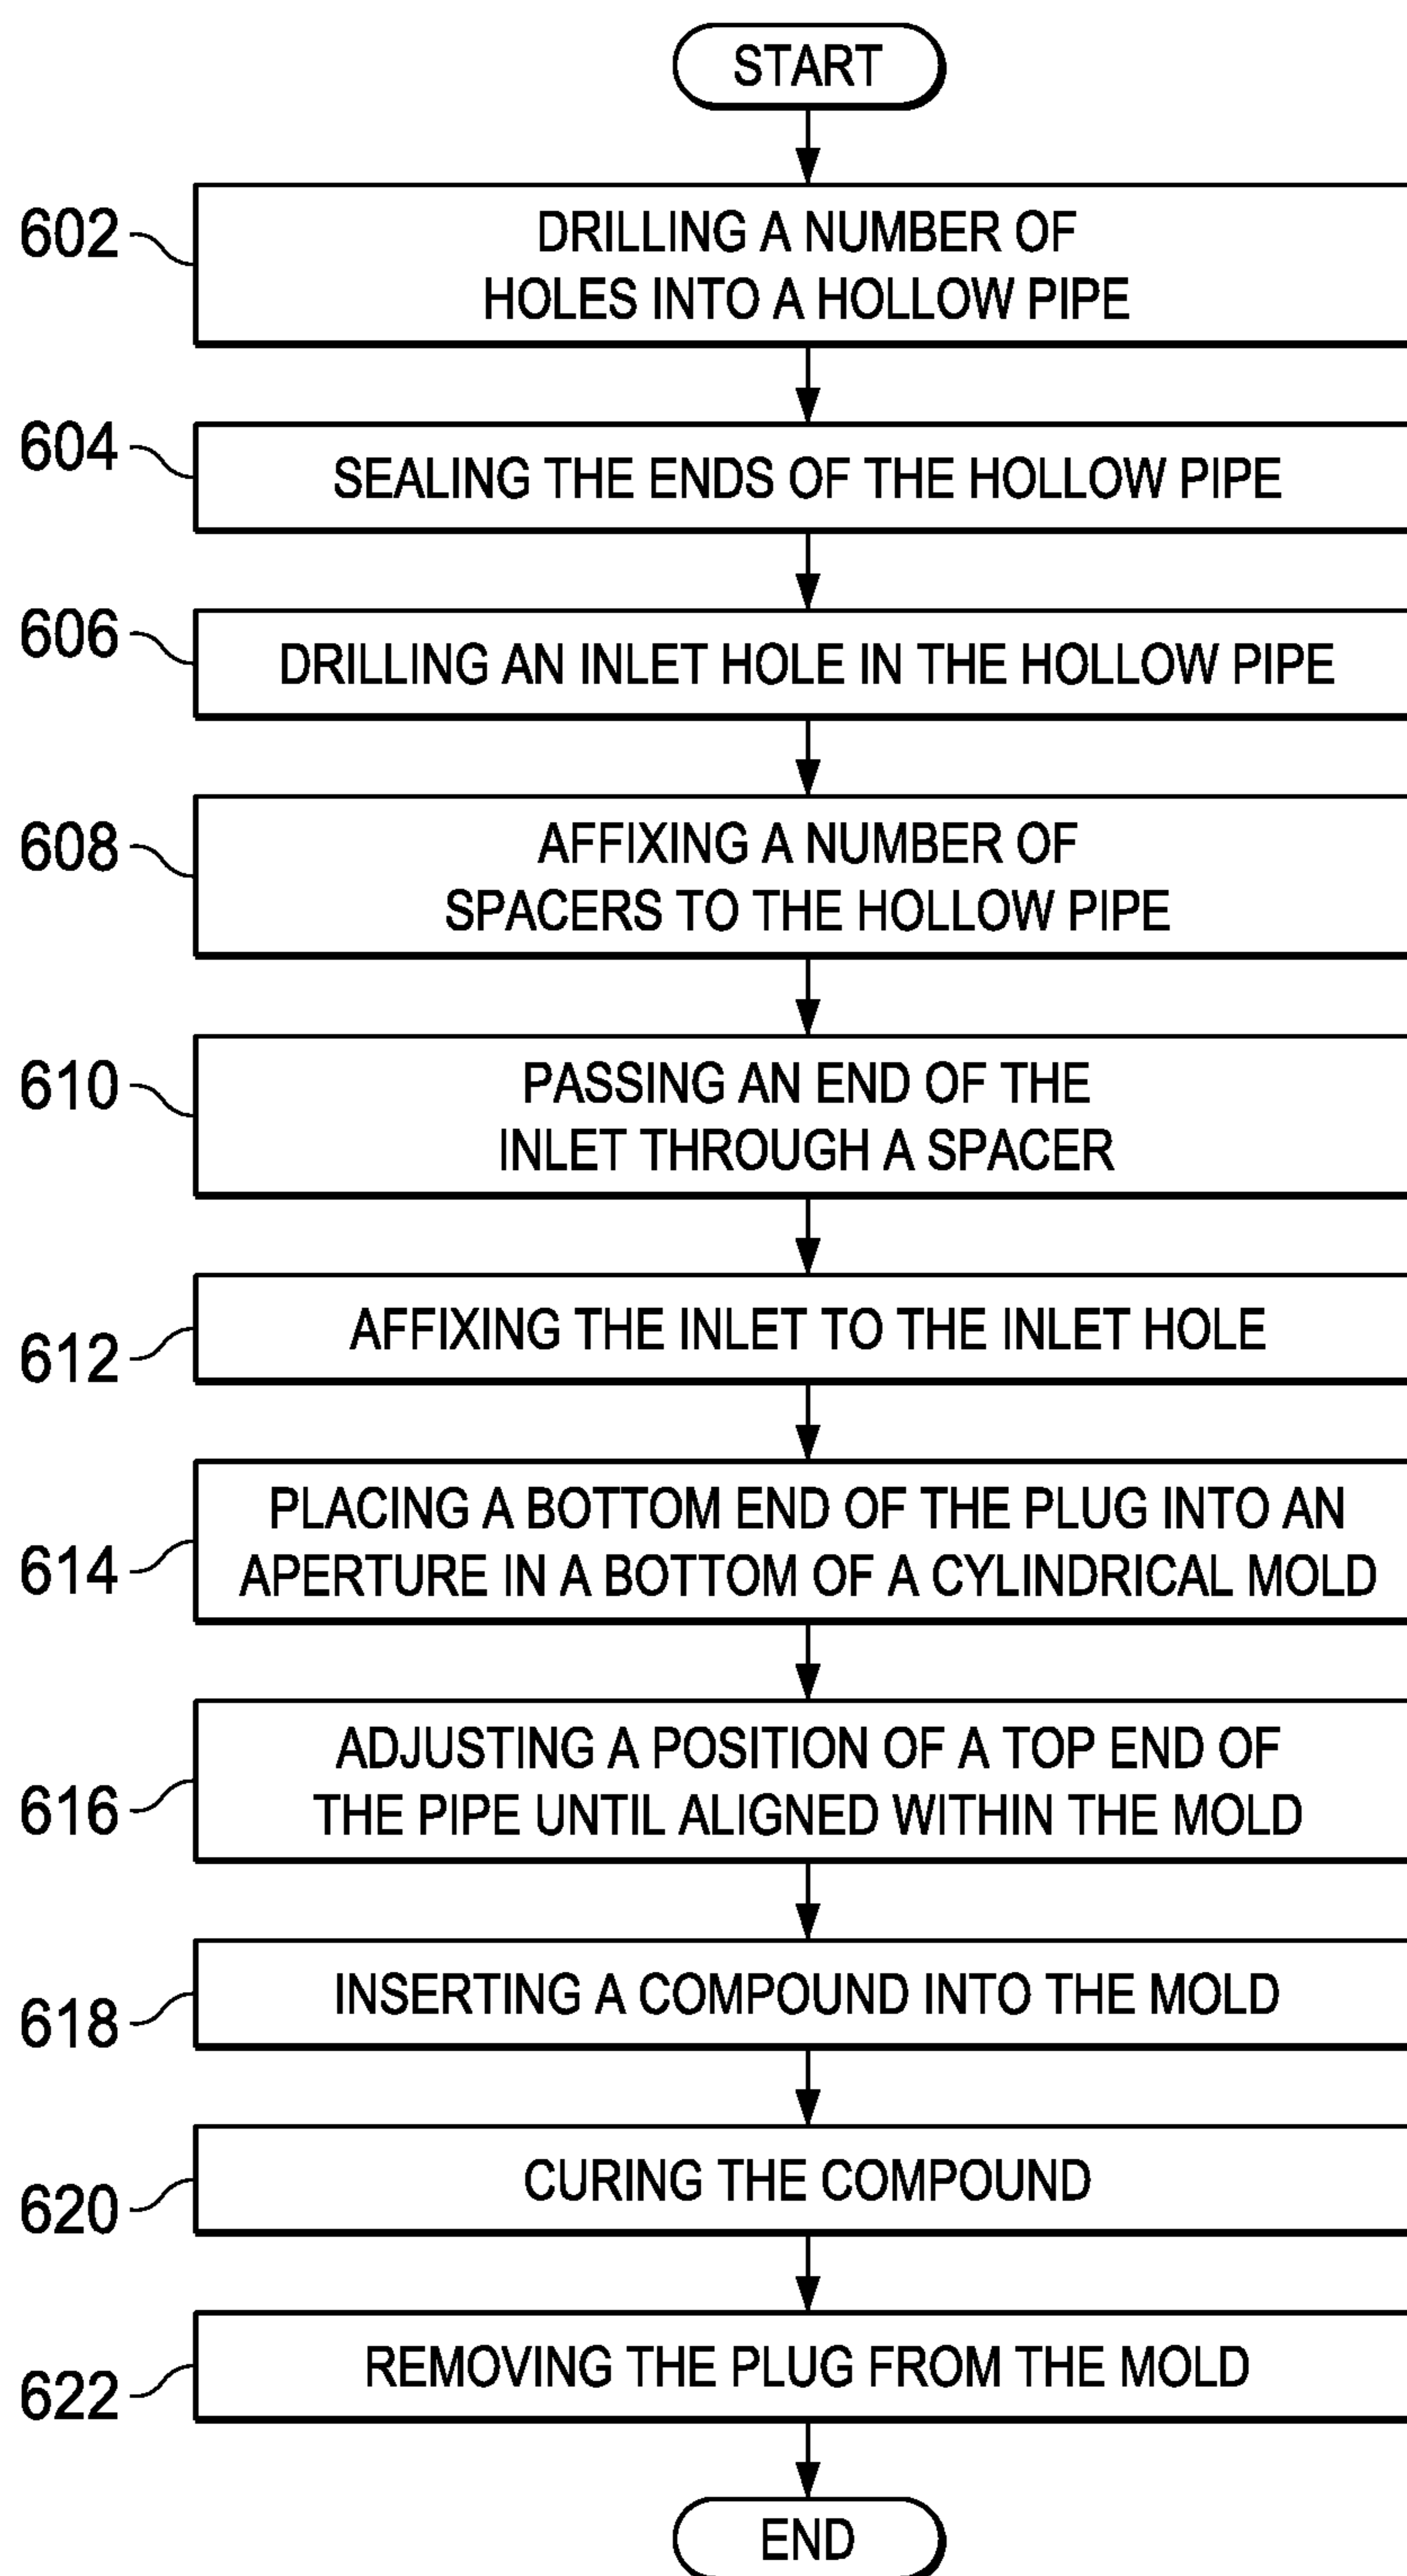 START
602
DRILLING A NUMBER OF
HOLES INTO A HOLLOW PIPE
604
SEALING THE ENDS OF THE HOLLOW PIPE
606
DRILLING AN INLET HOLE IN THE HOLLOW PIPE
608
AFFIXING A NUMBER OF
SPACERS TO THE HOLLOW PIPE
610
PASSING AN END OF THE
INLET THROUGH A SPACER
612
AFFIXING THE INLET TO THE INLET HOLE
614
PLACING A BOTTOM END OF THE PLUG INTO AN
APERTURE IN A BOTTOM OF A CYLINDRICAL MOLD
616
ADJUSTING A POSITION OF A TOP END OF
THE PIPE UNTIL ALIGNED WITHIN THE MOLD
618
INSERTING A COMPOUND INTO THE MOLD
620
CURING THE COMPOUND
622
REMOVING THE PLUG FROM THE MOLD
END